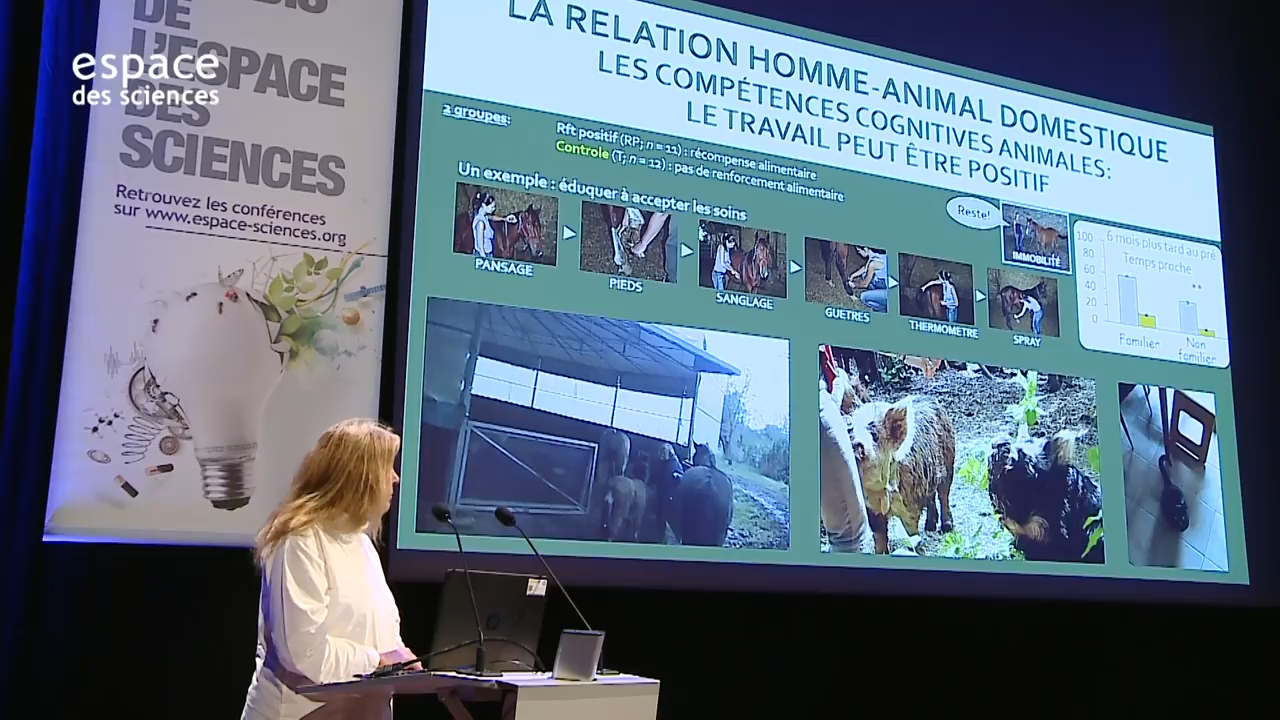 DE
L'ESPACE
DES
SCIENCES
espace
des sciences
Retrouvez les conférences
sur www.espace-sciences.org
LA RELATION HOMME-ANIMAL DOMESTIQUE
LES COMPÉTENCES COGNITIVES ANIMALES:
LE TRAVAIL PEUT ÊTRE POSITIF
2 groupes:
Rft positif (RP; n = 11) : récompense alimentaire
Controle (T; n = 12) : pas de renforcement alimentaire
Un exemple : éduquer à accepter les soins
PANSAGE
PIEDS
SANGLAGE
GUETRES
THERMOMETRE
SPRAY
Reste!
IMMOBILITÉ
6 mois plus tard au pré
Temps proche
100
80
60
40
20
0
**
Familier
Non
familier